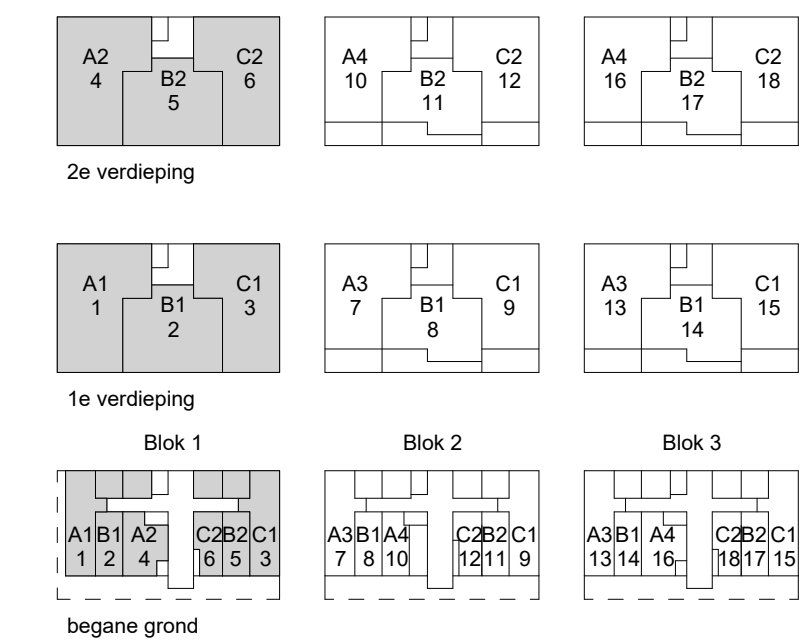 A2 C2 A4 C2 A4 C2
4 B2 6 10 B2 12 16 B2 18
5 11 17
2e verdieping
A1 C1 A3 C1 A3 C1
1 B1 3 7 B1 9 13 B1 15
2 8 14
1e verdieping
Blok 1 Blok 2 Blok 3
A1 B1 A2 C2 B2 C1 A3 B1 A4 C2 B2 C1 A3 B1 A4 C2 B2 C1
1 2 4 6 5 3 7 8 10 12 11 9 13 14 16 18 17 15
begane grond